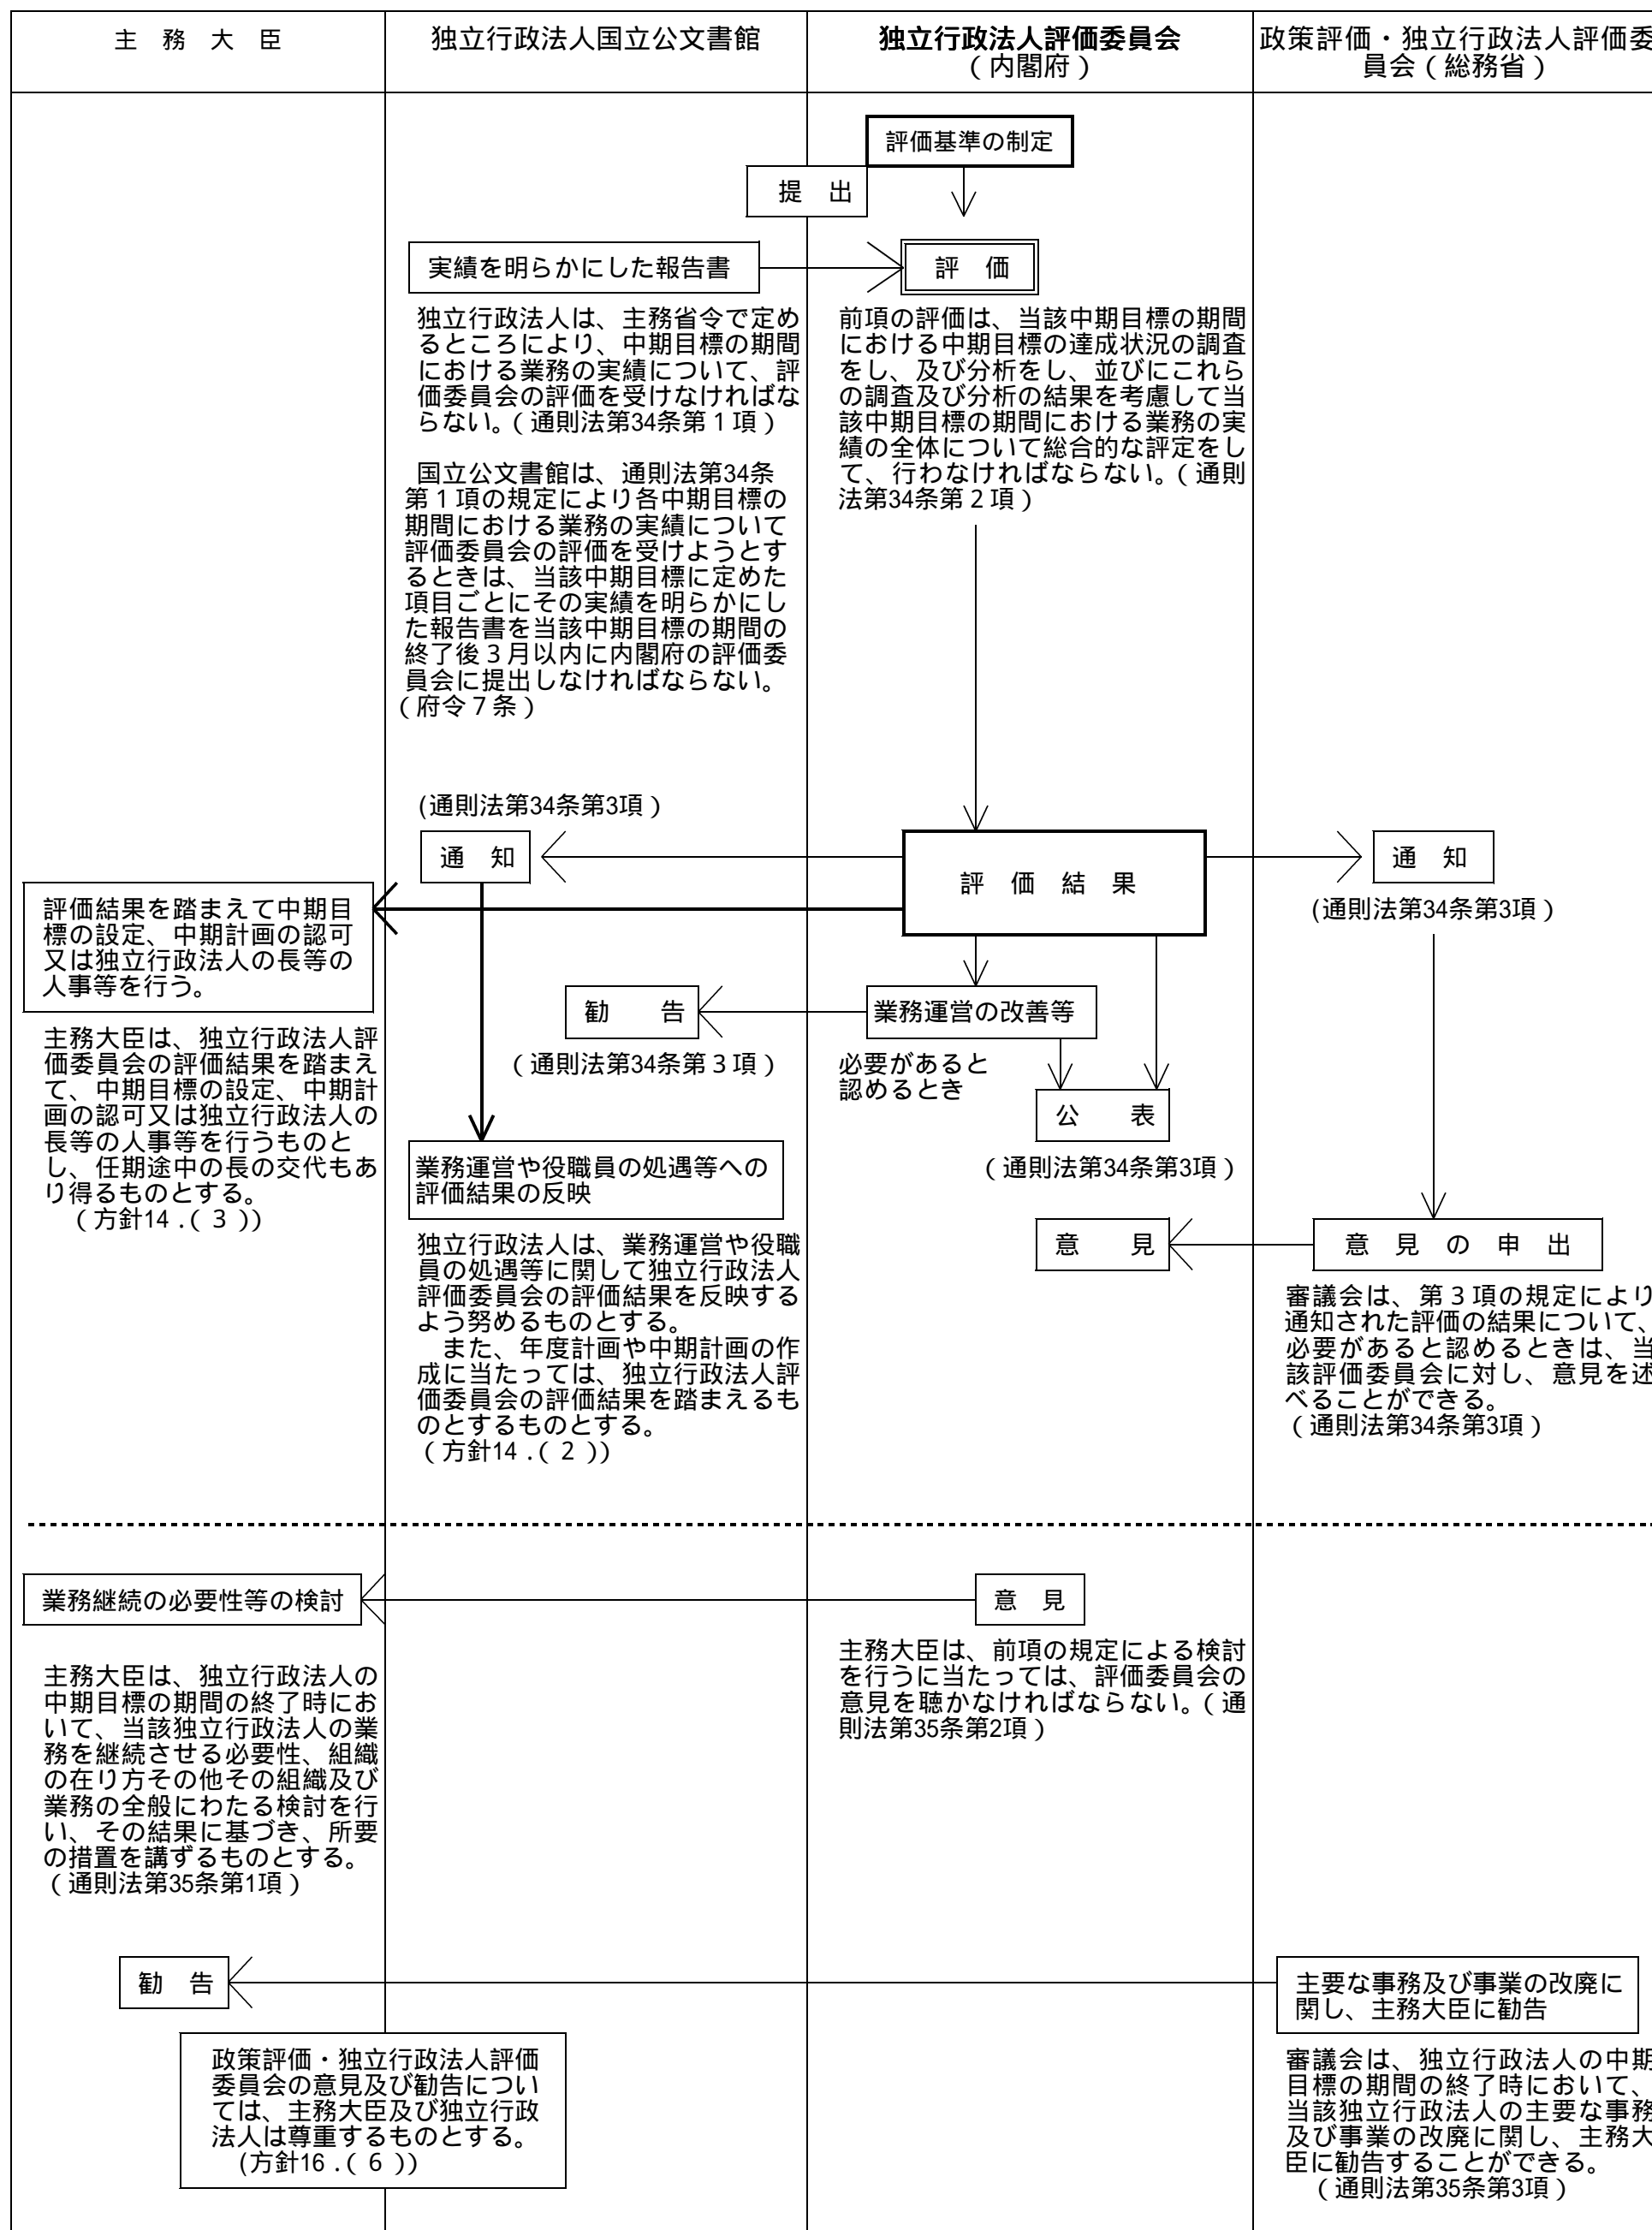 主　務　大　臣
独立行政法人国立公文書館
独立行政法人評価委員会
（内閣府）
政策評価・独立行政法人評価委
員会（総務省）
評価基準の制定
提　出
実績を明らかにした報告書
評　価
独立行政法人は、主務省令で定め
るところにより、中期目標の期間
における業務の実績について、評
価委員会の評価を受けなければな
らない。（通則法第34条第１項）
国立公文書館は、通則法第34条
第１項の規定により各中期目標の
期間における業務の実績について
評価委員会の評価を受けようとす
るときは、当該中期目標に定めた
項目ごとにその実績を明らかにし
た報告書を当該中期目標の期間の
終了後３月以内に内閣府の評価委
員会に提出しなければならない。
（府令７条）
前項の評価は、当該中期目標の期間
における中期目標の達成状況の調査
をし、及び分析をし、並びにこれら
の調査及び分析の結果を考慮して当
該中期目標の期間における業務の実
績の全体について総合的な評定をし
て、行わなければならない。（通則
法第34条第２項）
(通則法第34条第3項）
通　知
評　価　結　果
通　知
(通則法第34条第3項）
評価結果を踏まえて中期目
標の設定、中期計画の認可
又は独立行政法人の長等の
人事等を行う。
勧　　告
業務運営の改善等
（通則法第34条第３項）
必要があると
認めるとき
公　　表
（通則法第34条第3項）
主務大臣は、独立行政法人評
価委員会の評価結果を踏まえ
て、中期目標の設定、中期計
画の認可又は独立行政法人の
長等の人事等を行うものと
し、任期途中の長の交代もあ
り得るものとする。
（方針14.(３))
業務運営や役職員の処遇等への
評価結果の反映
意　　見
意　見　の　申　出
独立行政法人は、業務運営や役職
員の処遇等に関して独立行政法人
評価委員会の評価結果を反映する
よう努めるものとする。
また、年度計画や中期計画の作
成に当たっては、独立行政法人評
価委員会の評価結果を踏まえるも
のとするものとする。
（方針14.(２))
審議会は、第３項の規定により
通知された評価の結果について、
必要があると認めるときは、当
該評価委員会に対し、意見を述
べることができる。
（通則法第34条第3項）
業務継続の必要性等の検討
意　見
主務大臣は、前項の規定による検討
を行うに当たっては、評価委員会の
意見を聴かなければならない。（通
則法第35条第2項）
主務大臣は、独立行政法人の
中期目標の期間の終了時にお
いて、当該独立行政法人の業
務を継続させる必要性、組織
の在り方その他その組織及び
業務の全般にわたる検討を行
い、その結果に基づき、所要
の措置を講ずるものとする。
（通則法第35条第1項）
勧　告
主要な事務及び事業の改廃に
関し、主務大臣に勧告
政策評価・独立行政法人評価
委員会の意見及び勧告につい
ては、主務大臣及び独立行政
法人は尊重するものとする。
(方針16.(６))
審議会は、独立行政法人の中期
目標の期間の終了時において、
当該独立行政法人の主要な事務
及び事業の改廃に関し、主務大
臣に勧告することができる。
（通則法第35条第3項）